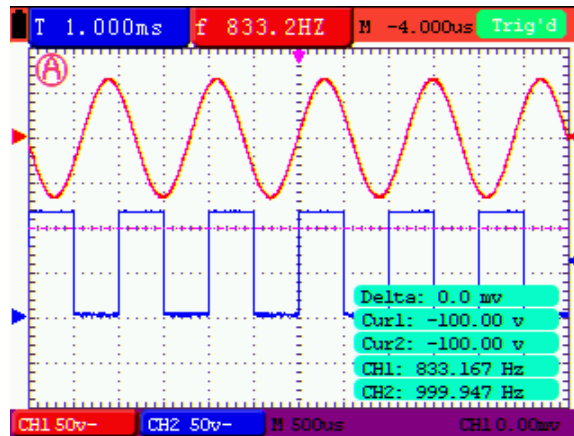 T 1.000ms f 833.2HZ M -4.000us Trig'd
A
Delta: 0.0 mv
Cur1: -100.00 v
Cur2: -100.00 v
CH1: 833.167 Hz
CH2: 999.947 Hz
CH1 50v- CH2 50v- M 500us CH1 0.00mv